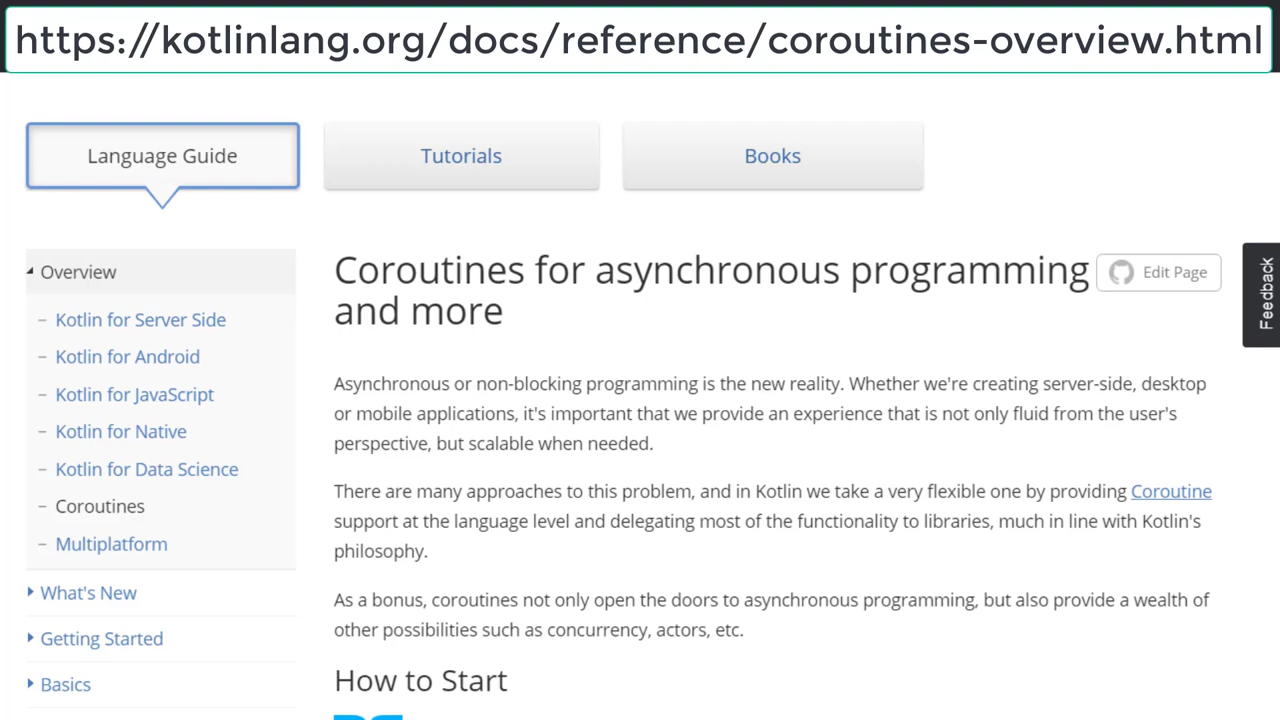 https://kotlinlang.org/docs/reference/coroutines-overview.html
Language Guide
Tutorials
Books
Overview
– Kotlin for Server Side
– Kotlin for Android
– Kotlin for JavaScript
– Kotlin for Native
– Kotlin for Data Science
– Coroutines
– Multiplatform
What's New
Getting Started
Basics
Coroutines for asynchronous programming
and more
Edit Page
Asynchronous or non-blocking programming is the new reality. Whether we're creating server-side, desktop
or mobile applications, it's important that we provide an experience that is not only fluid from the user's
perspective, but scalable when needed.
There are many approaches to this problem, and in Kotlin we take a very flexible one by providing Coroutine
support at the language level and delegating most of the functionality to libraries, much in line with Kotlin's
philosophy.
As a bonus, coroutines not only open the doors to asynchronous programming, but also provide a wealth of
other possibilities such as concurrency, actors, etc.
How to Start
Feedback